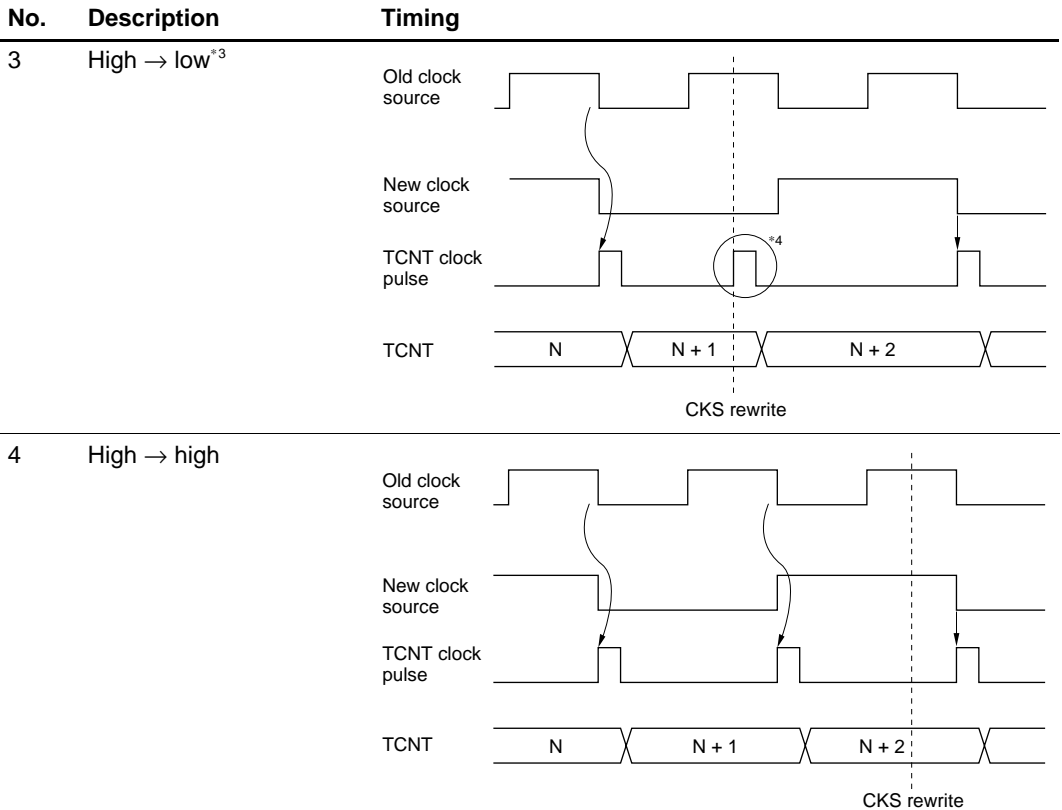 No. Description Timing
3 High → low*3
Old clock
source
New clock
source
*4
TCNT clock
pulse
TCNT N N + 1 N + 2
CKS rewrite
4 High → high
Old clock
source
New clock
source
TCNT clock
pulse
TCNT N N + 1 N + 2
CKS rewrite